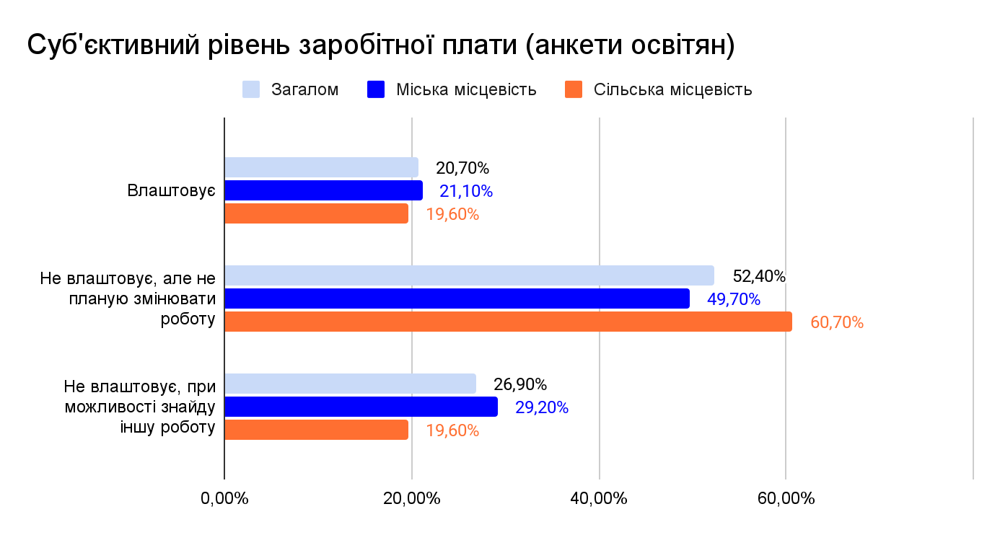 Суб'єктивний рівень заробітної плати (анкети освітян)
Загалом
Міська місцевість
Сільська місцевість
Влаштовує
20,70%
21,10%
19,60%
Не влаштовує, але не
планую змінювати
роботу
52,40%
49,70%
60,70%
Не влаштовує, при
можливості знайду
іншу роботу
26,90%
29,20%
19,60%
0,00%
20,00%
40,00%
60,00%